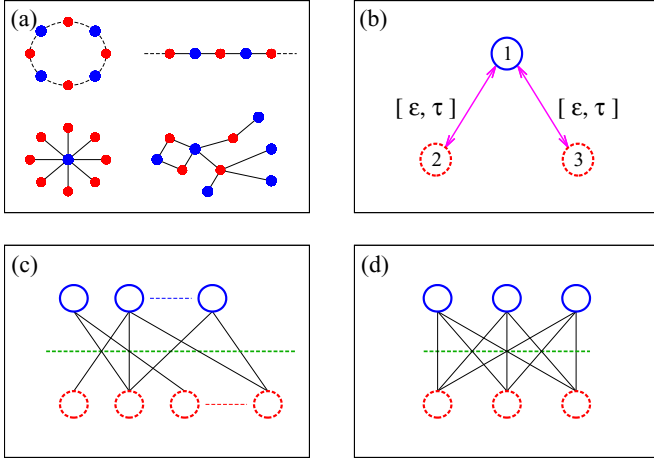 (a)
(b)
1
[ ε, τ ]
[ ε, τ ]
2
3
(c)
(d)